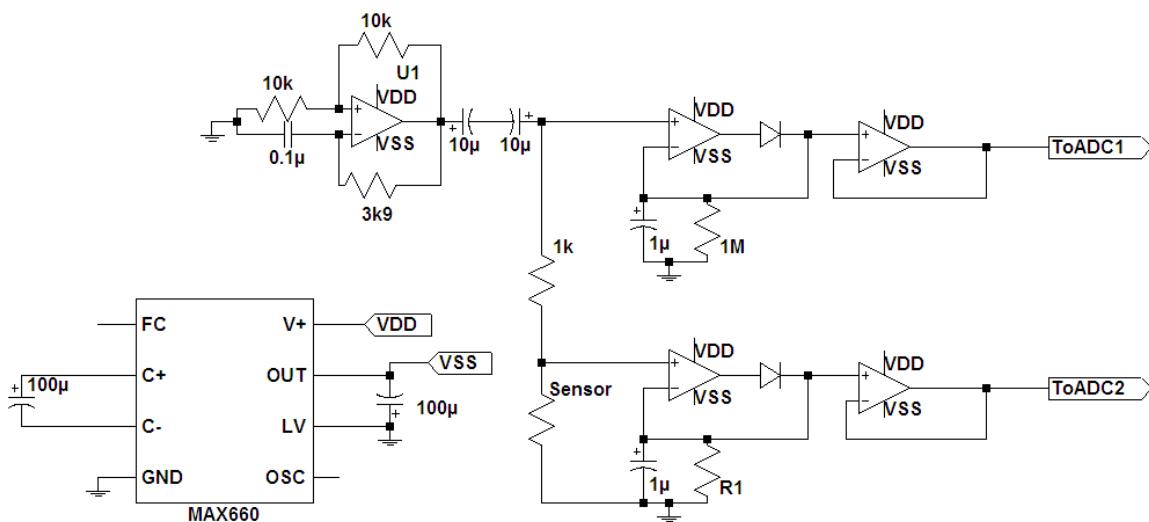 10k
U1
10k
VDD
+
-
VSS
0.1µ
3k9
+
10µ
10µ
+
+
-
VDD
VSS
+
1µ
1M
+
-
VDD
VSS
ToADC1
1k
Sensor
+
-
VDD
VSS
+
1µ
R1
+
-
VDD
VSS
ToADC2
FC
V+
VDD
C+
OUT
VSS
+
100µ
100µ
+
C-
LV
GND
OSC
MAX660